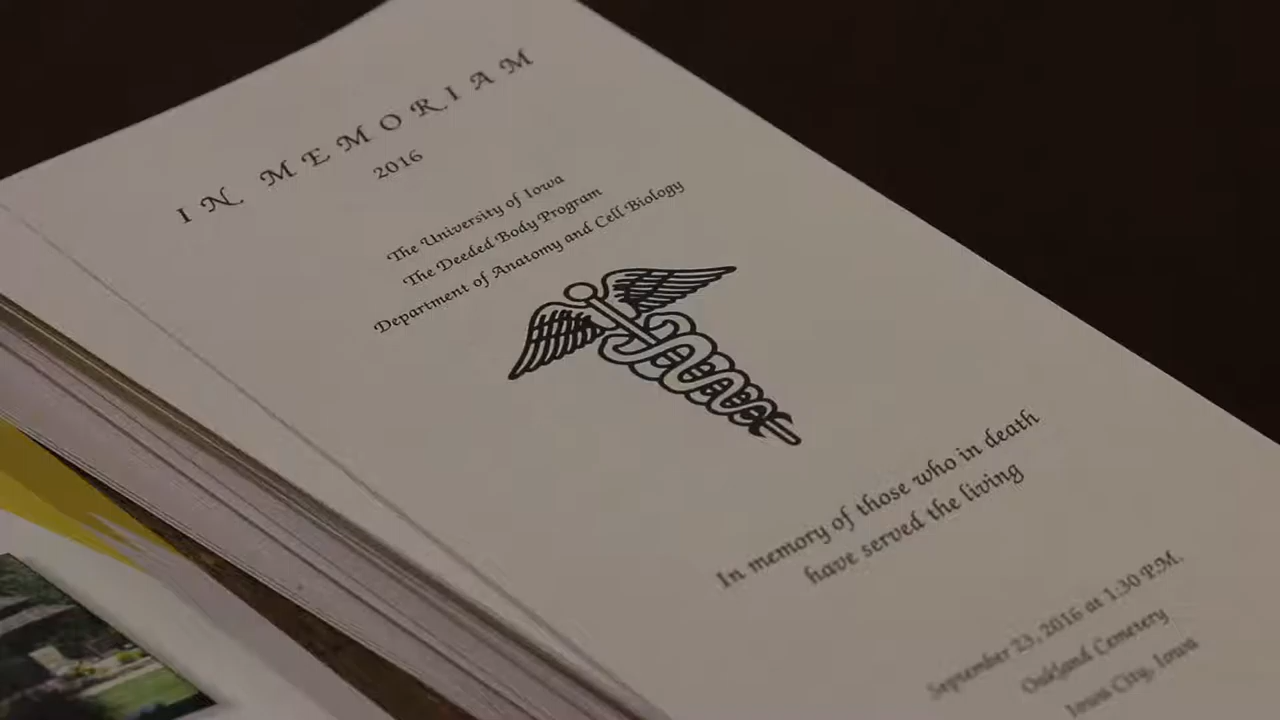 IN MEMORIAM
2016
The University of Iowa
The Deeded Body Program
Department of Anatomy and Cell Biology
In memory of those who in death
have served the living
September 23, 2016 at 1:30 P.M.
Oakland Cemetery
Iowa City, Iowa